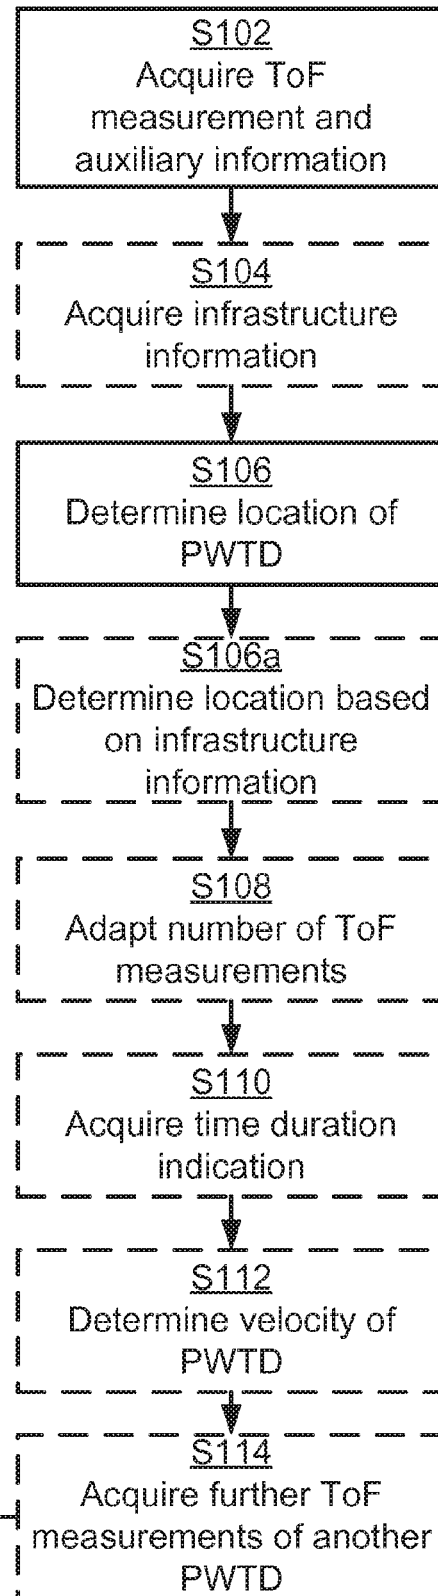 S102
Acquire ToF
measurement and
auxiliary information
S104
Acquire infrastructure
information
S106
Determine location of
PWTD
S106a
Determine location based
on infrastructure
information
S108
Adapt number of ToF
measurements
S110
Acquire time duration
indication
S112
Determine velocity of
PWTD
S114
Acquire further ToF
measurements of another
PWTD